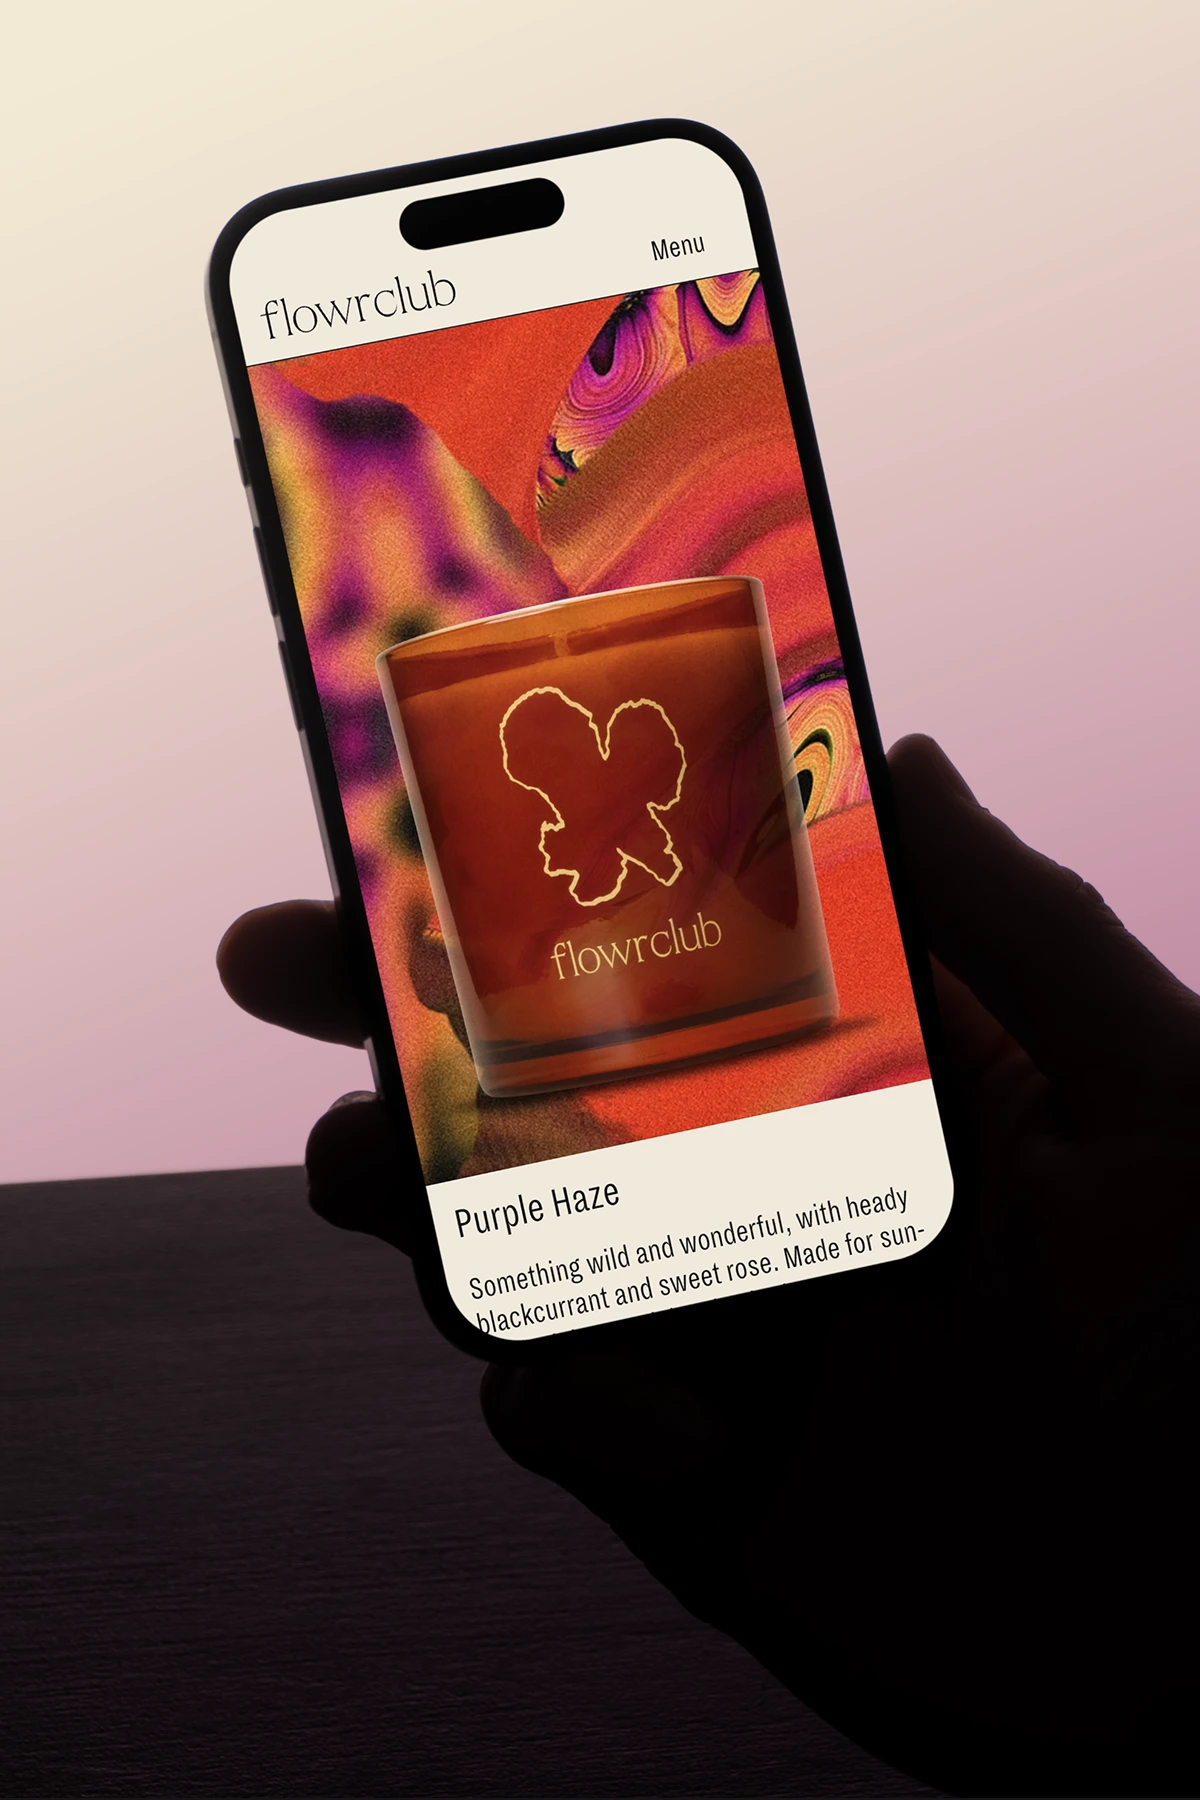 Menu
flowrclub
flowrclub
Purple Haze
Something wild and wonderful, with heady
blackcurrant and sweet rose. Made for sun-